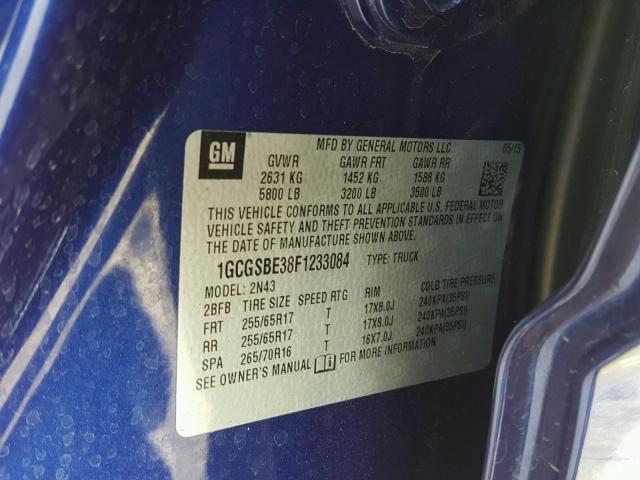 GM
MFD BY GENERAL MOTORS LLC 05/15
GVWR GAWR FRT GAWR RR
2631 KG 1452 KG 1588 KG
5800 LB 3200 LB 3500 LB
THIS VEHICLE CONFORMS TO ALL APPLICABLE U.S. FEDERAL MOTOR
VEHICLE SAFETY AND THEFT PREVENTION STANDARDS IN EFFECT ON
THE DATE OF MANUFACTURE SHOWN ABOVE.
1GCGSBE38F1233084 TYPE: TRUCK
MODEL: 2N43
2BFB TIRE SIZE SPEED RTG RIM COLD TIRE PRESSURE
FRT 255/65R17 T 17X8.0J 240KPA(35PSI)
RR 255/65R17 T 17X8.0J 240KPA(35PSI)
SPA 265/70R16 T 16X7.0J 240KPA(35PSI)
SEE OWNER'S MANUAL FOR MORE INFORMATION